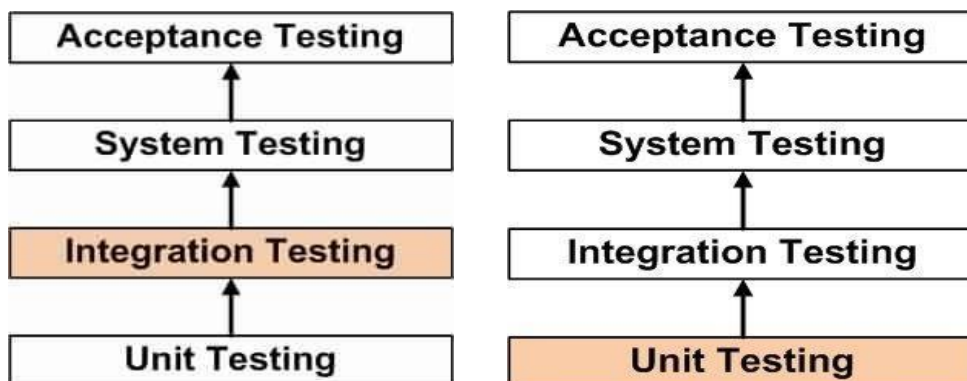 Acceptance Testing
System Testing
Integration Testing
Unit Testing
Acceptance Testing
System Testing
Integration Testing
Unit Testing